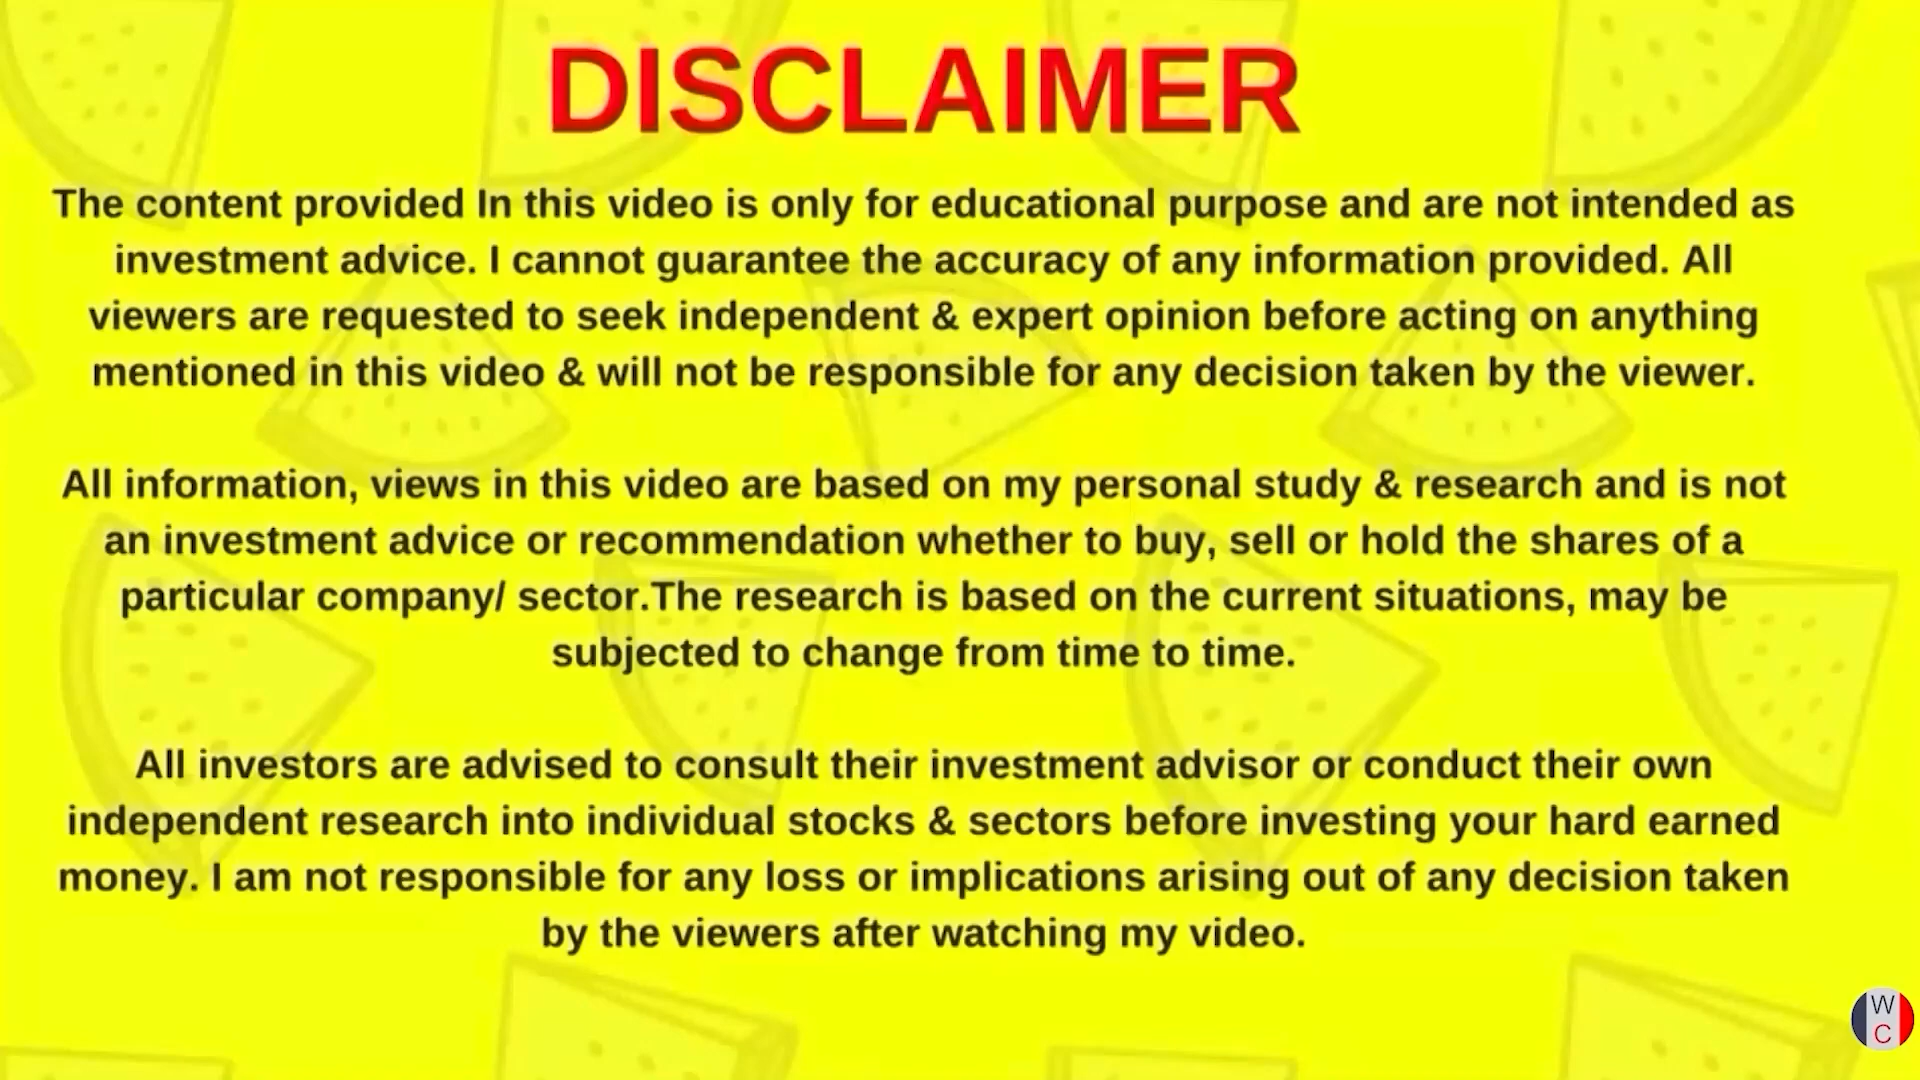 DISCLAIMER
The content provided In this video is only for educational purpose and are not intended as
investment advice. I cannot guarantee the accuracy of any information provided. All
viewers are requested to seek independent & expert opinion before acting on anything
mentioned in this video & will not be responsible for any decision taken by the viewer.
All information, views in this video are based on my personal study & research and is not
an investment advice or recommendation whether to buy, sell or hold the shares of a
particular company/ sector.The research is based on the current situations, may be
subjected to change from time to time.
All investors are advised to consult their investment advisor or conduct their own
independent research into individual stocks & sectors before investing your hard earned
money. I am not responsible for any loss or implications arising out of any decision taken
by the viewers after watching my video.
W
C